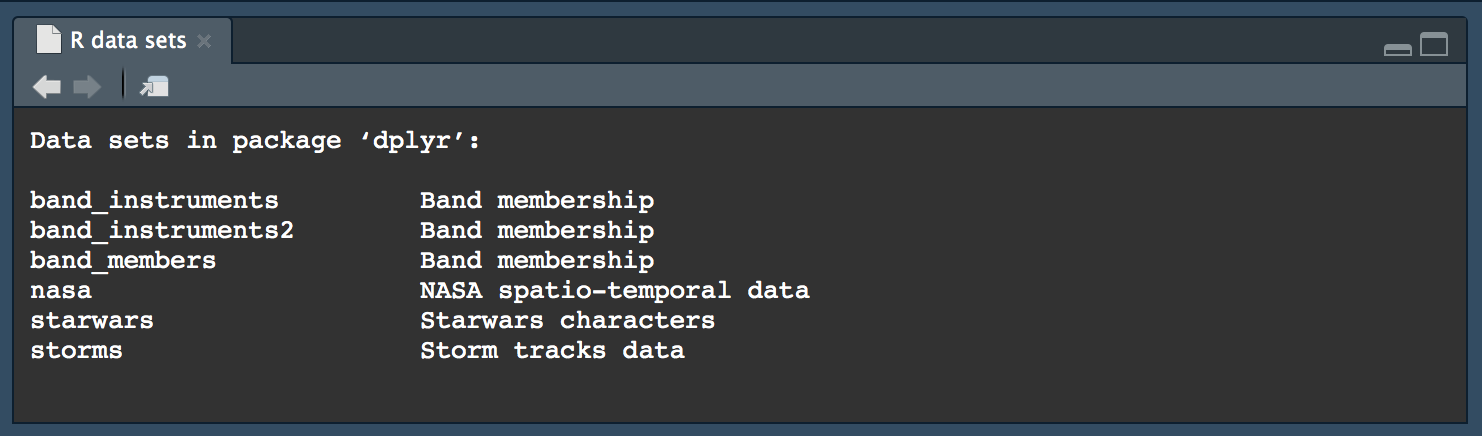 R data sets
Data sets in package ‘dplyr’:
band_instruments Band membership
band_instruments2 Band membership
band_members Band membership
nasa NASA spatio-temporal data
starwars Starwars characters
storms Storm tracks data